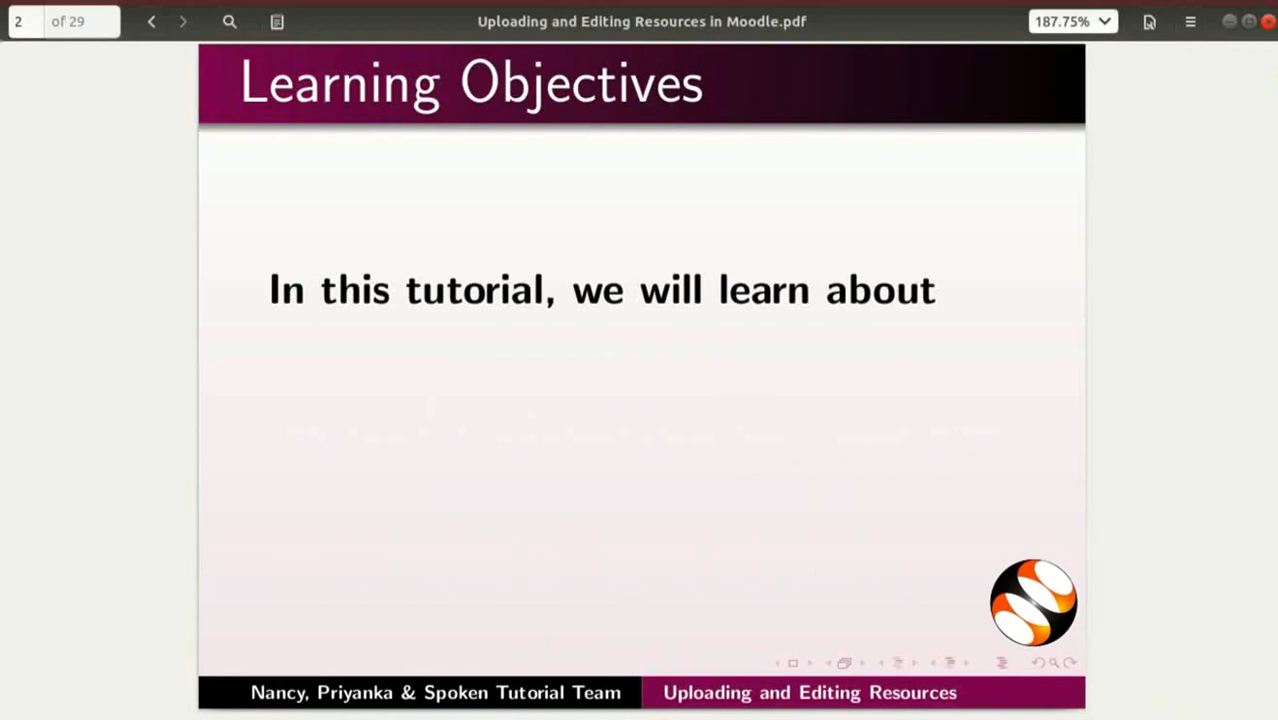 2 of 29
Uploading and Editing Resources in Moodle.pdf
187.75%
Learning Objectives
In this tutorial, we will learn about
Nancy, Priyanka & Spoken Tutorial Team
Uploading and Editing Resources